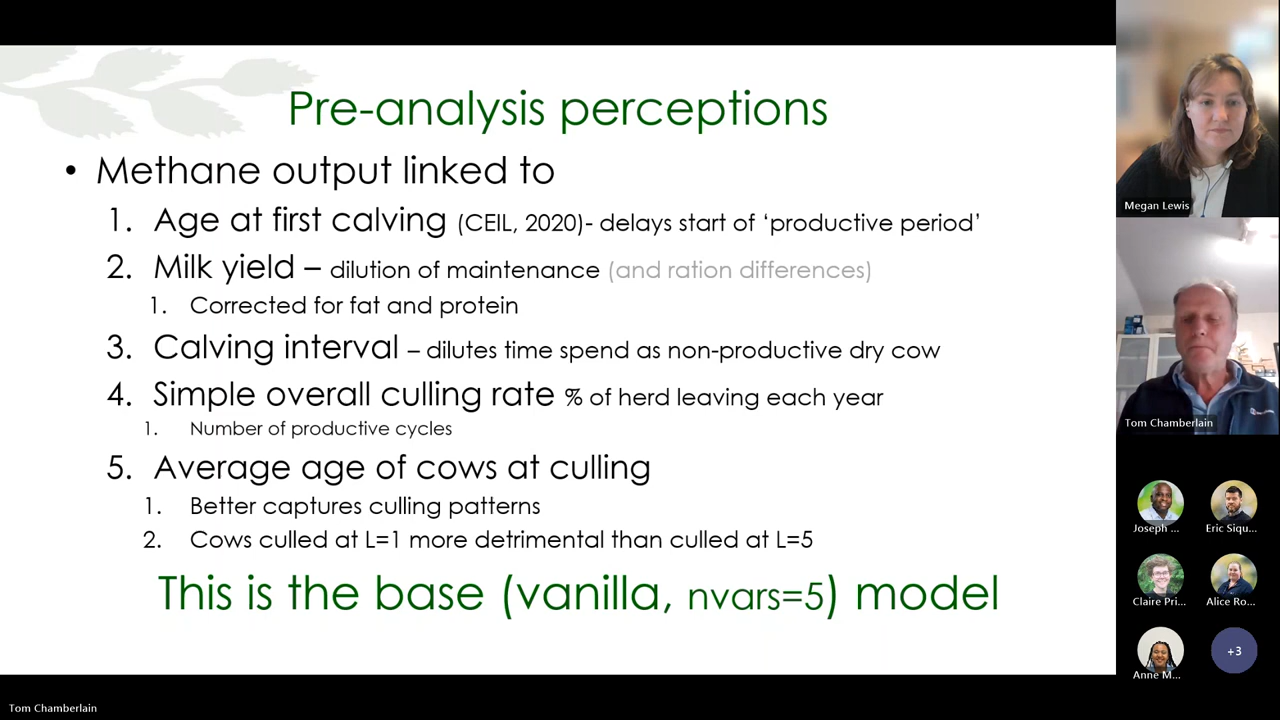 Pre-analysis perceptions
• Methane output linked to
1. Age at first calving (CEIL, 2020)- delays start of ‘productive period’
2. Milk yield – dilution of maintenance (and ration differences)
1. Corrected for fat and protein
3. Calving interval – dilutes time spend as non-productive dry cow
4. Simple overall culling rate % of herd leaving each year
1. Number of productive cycles
5. Average age of cows at culling
1. Better captures culling patterns
2. Cows culled at L=1 more detrimental than culled at L=5
This is the base (vanilla, nvars=5) model
Megan Lewis
Tom Chamberlain
Joseph ...
Eric Siqu...
Claire Pri...
Alice Ro...
Anne M...
+3
Tom Chamberlain